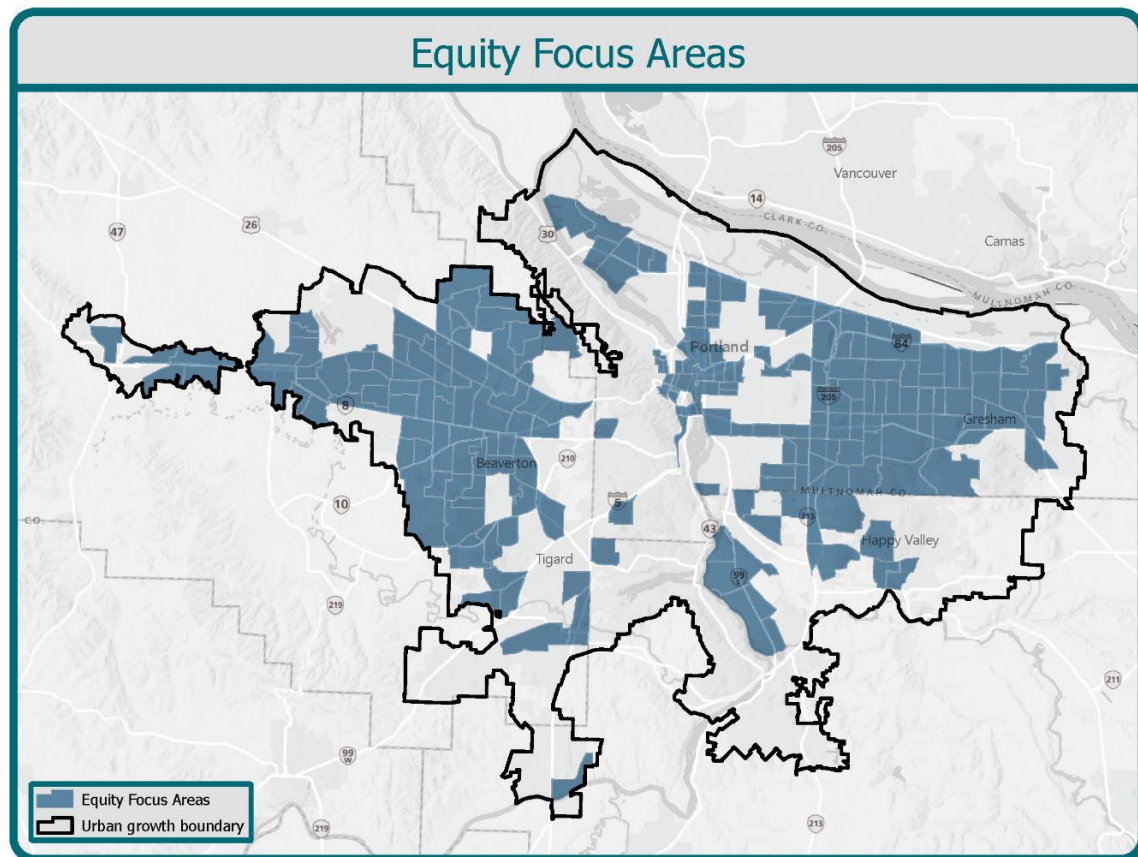 Equity Focus Areas
205
Vancouver
47
14
26
30
CLARK CO.
Camas
MULTNOMAH CO.
Portland
84
8
205
Gresham
Beaverton
210
MULTNOMAH CO.
10
5
213
CO.
43
Happy Valley
Tigard
99
E
219
211
99
W
Equity Focus Areas
Urban growth boundary
219
213